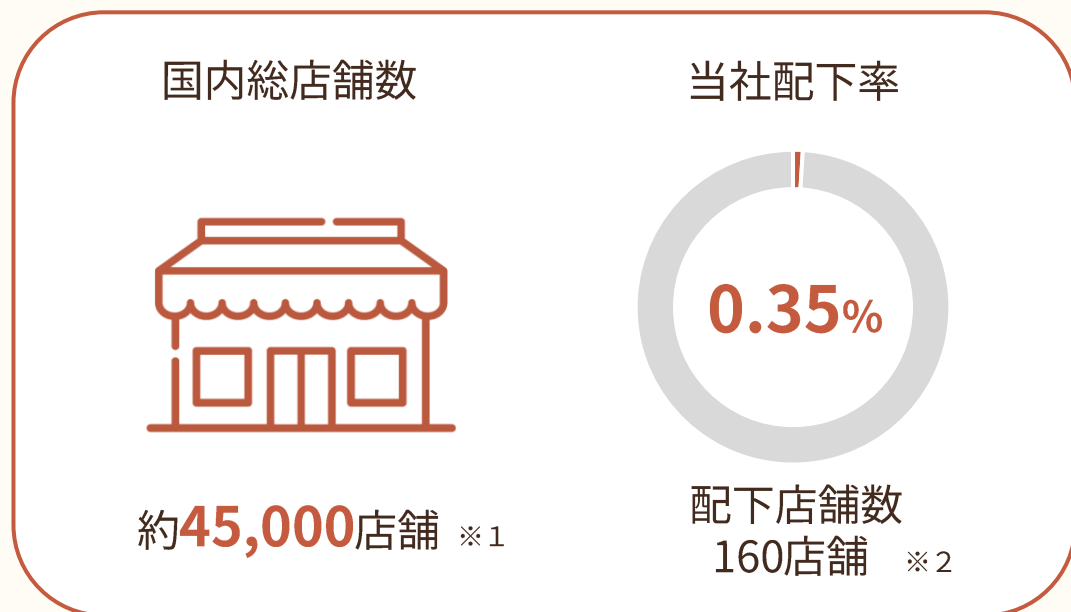 国内総店舗数
約45,000店舗 ※1
当社配下率
0.35%
配下店舗数
160店舗 ※2